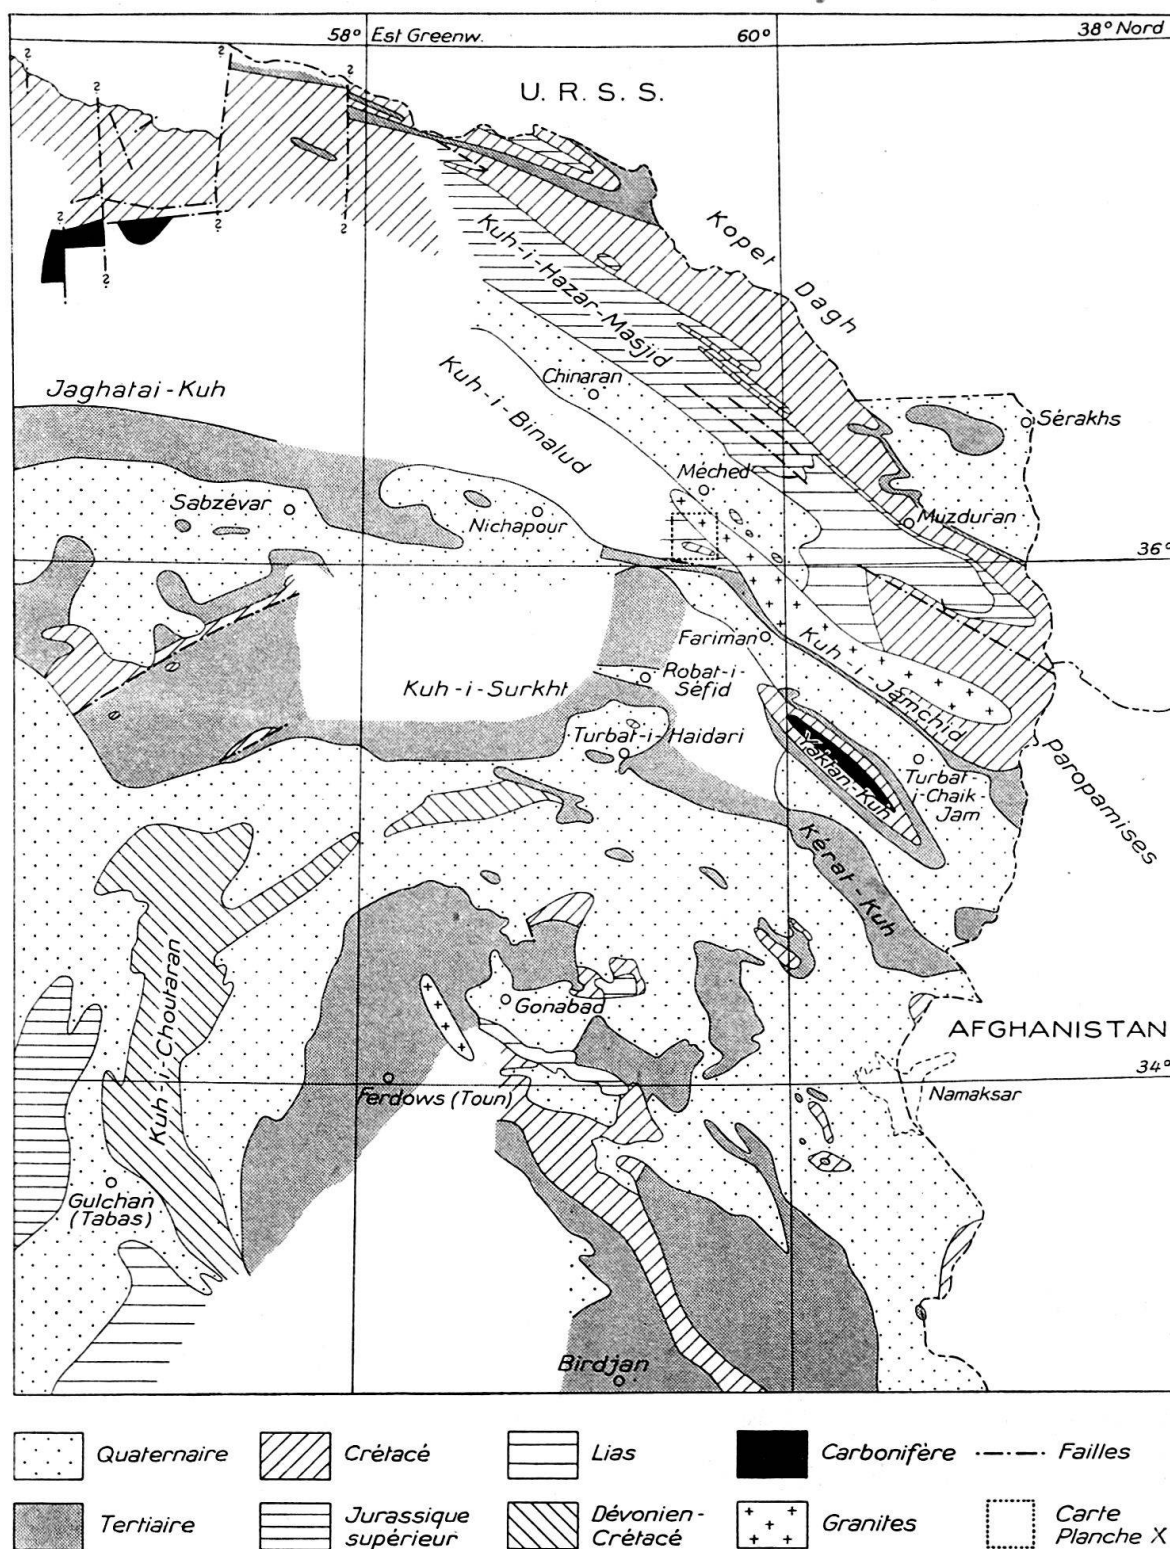 58° Est Greenw.
60°
38° Nord
U. R. S. S.
Kopet Dagh
Kuh-i-Hazar-Masjid
Jaghatai-Kuh
Kuh-i-Binalud
Chinaran
Sérakhs
Méched
Sabzévar
Nichapour
Muzduran
36°
Fariman
Kuh-i-Jamchid
Kuh-i-Surkht
Robat-i-
Séfid
Turbat-i-Haidari
Yaktan-Kuh
Turbat-
i-Chaik-
Jam
Paropamises
Kérat-Kuh
Kuh-i-Choutaran
Gonabad
AFGHANISTAN
34°
Ferdows (Toun)
Namaksar
Gulchan
(Tabas)
Birdjan
Quaternaire
Crétacé
Lias
Carbonifère
Failles
Tertiaire
Jurassique
supérieur
Dévonien-
Crétacé
Granites
Carte
Planche X
? ? ? ? ? ? ? ?